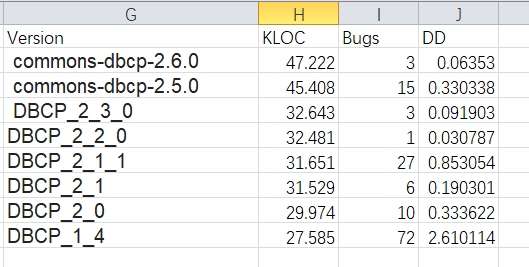 G H I J
Version KLOC Bugs DD
commons-dbcp-2.6.0 47.222 3 0.06353
commons-dbcp-2.5.0 45.408 15 0.330338
DBCP_2_3_0 32.643 3 0.091903
DBCP_2_2_0 32.481 1 0.030787
DBCP_2_1_1 31.651 27 0.853054
DBCP_2_1 31.529 6 0.190301
DBCP_2_0 29.974 10 0.333622
DBCP_1_4 27.585 72 2.610114